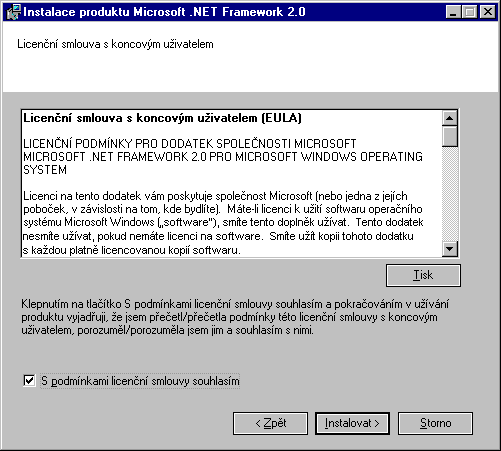 Instalace produktu Microsoft .NET Framework 2.0
Licenční smlouva s koncovým uživatelem
Licenční smlouva s koncovým uživatelem (EULA)
LICENČNÍ PODMÍNKY PRO DODATEK SPOLEČNOSTI MICROSOFT
MICROSOFT .NET FRAMEWORK 2.0 PRO MICROSOFT WINDOWS OPERATING
SYSTEM
Licenci na tento dodatek vám poskytuje společnost Microsoft (nebo jedna z jejích
poboček, v závislosti na tom, kde bydlíte).  Máte-li licenci k užití softwaru operačního
systému Microsoft Windows („software“), smíte tento doplněk užívat.  Tento dodatek
nesmíte užívat, pokud nemáte licenci na software.  Smíte užít kopii tohoto dodatku
s každou platně licencovanou kopií softwaru.
Tisk
Klepnutím na tlačítko S podmínkami licenční smlouvy souhlasím a pokračováním v užívání
produktu vyjadřuji, že jsem přečetl/přečetla podmínky této licenční smlouvy s koncovým
uživatelem, porozuměl/porozuměla jsem jim a souhlasím s nimi.
S podmínkami licenční smlouvy souhlasím
< Zpět
Instalovat >
Storno